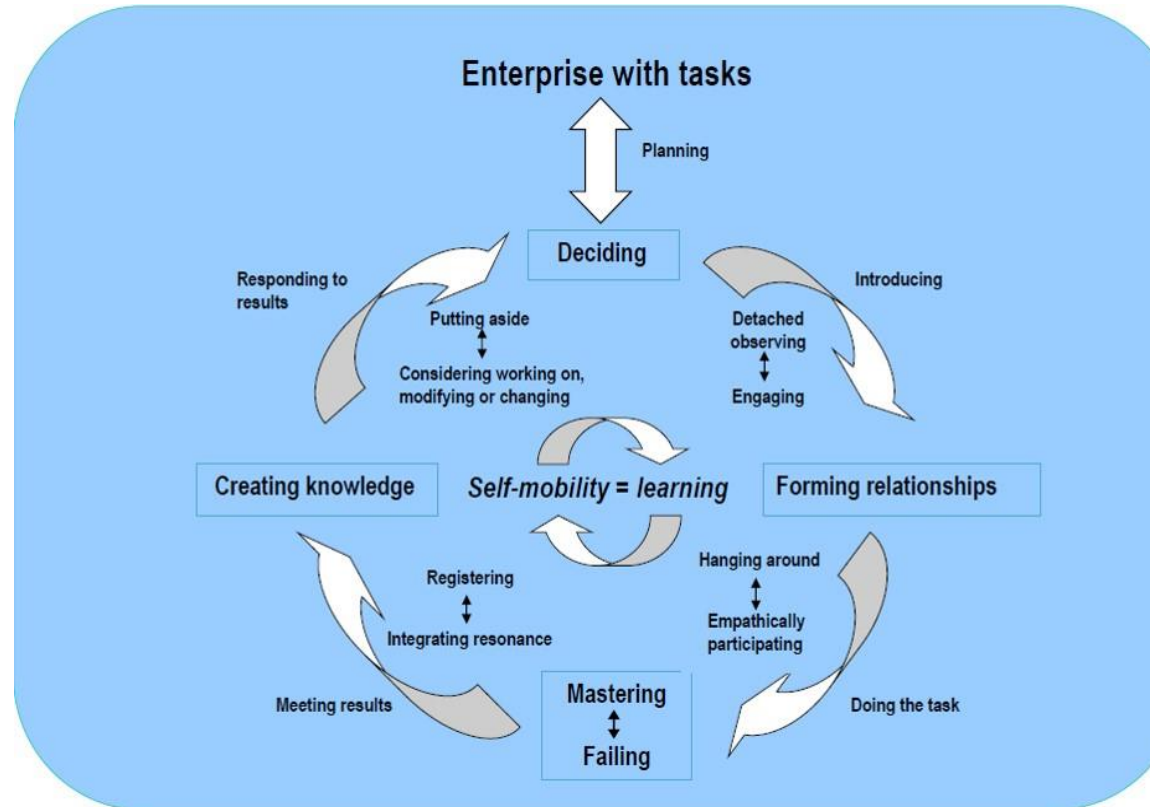 Enterprise with tasks
Planning
Deciding
Responding to
results
Introducing
Putting aside
Considering working on,
modifying or changing
Detached
observing
Engaging
Creating knowledge
Self-mobility = learning
Forming relationships
Registering
Integrating resonance
Hanging around
Empathically
participating
Meeting results
Mastering
Failing
Doing the task